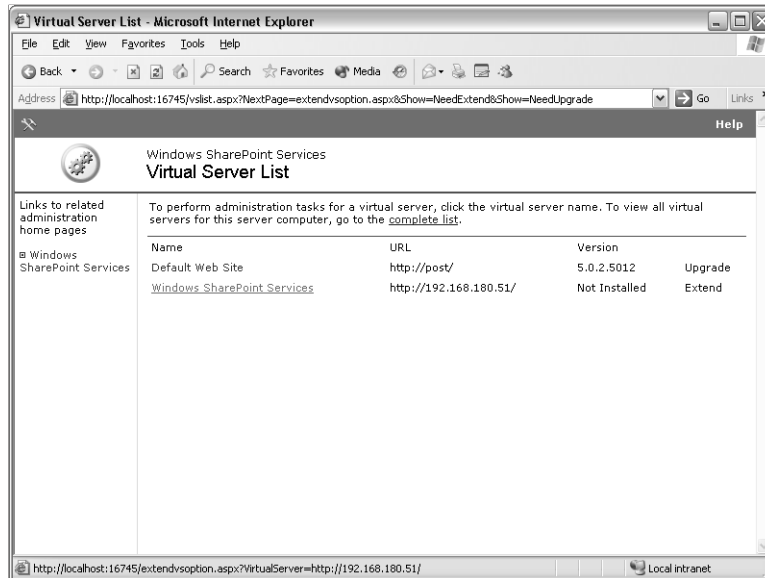 Virtual Server List - Microsoft Internet Explorer
File Edit View Favorites Tools Help
Back Search Favorites Media
Address http://localhost:16745/vslist.aspx?NextPage=extendvsoption.aspx&Show=NeedExtend&Show=NeedUpgrade Go Links
Help
Windows SharePoint Services
Virtual Server List
Links to related
administration
home pages
Windows
SharePoint Services
To perform administration tasks for a virtual server, click the virtual server name. To view all virtual
servers for this server computer, go to the complete list.
Name URL Version
Default Web Site http://post/ 5.0.2.5012 Upgrade
Windows SharePoint Services http://192.168.180.51/ Not Installed Extend
http://localhost:16745/extendvsoption.aspx?VirtualServer=http://192.168.180.51/ Local intranet